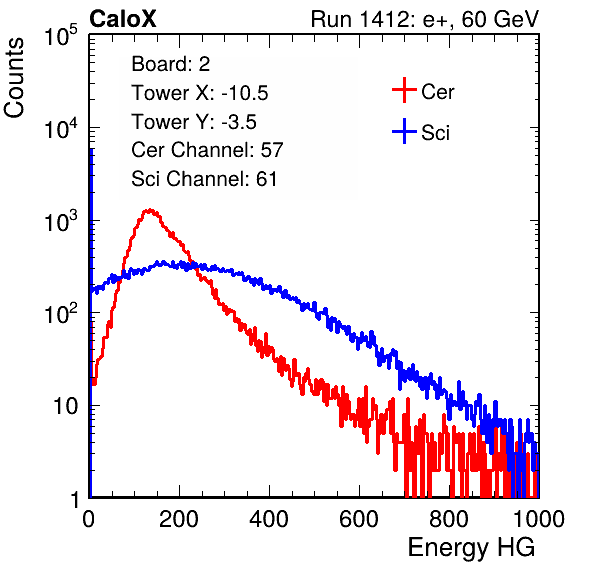 CaloX
Run 1412: e+, 60 GeV
Counts
Board: 2
Tower X: -10.5
Tower Y: -3.5
Cer Channel: 57
Sci Channel: 61
Cer
Sci
10^5
10^4
10^3
10^2
10
1
0 200 400 600 800 1000
Energy HG